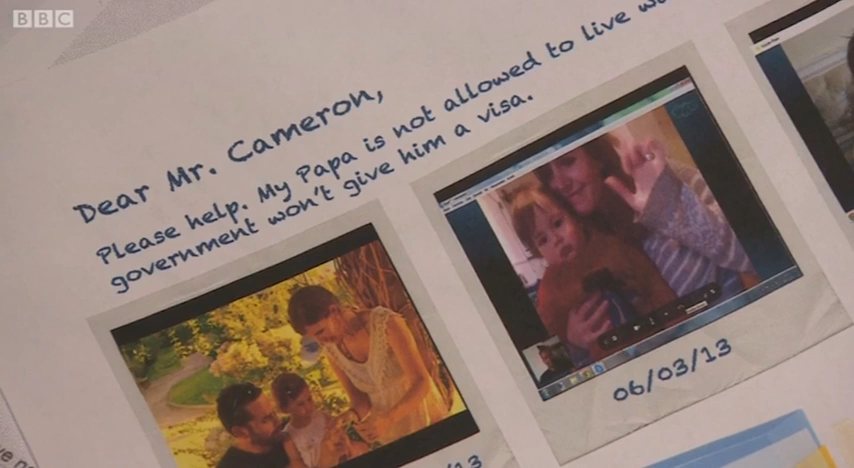 BBC
Dear Mr. Cameron,
Please help. My Papa is not allowed to live
government won't give him a visa.
06/03/13